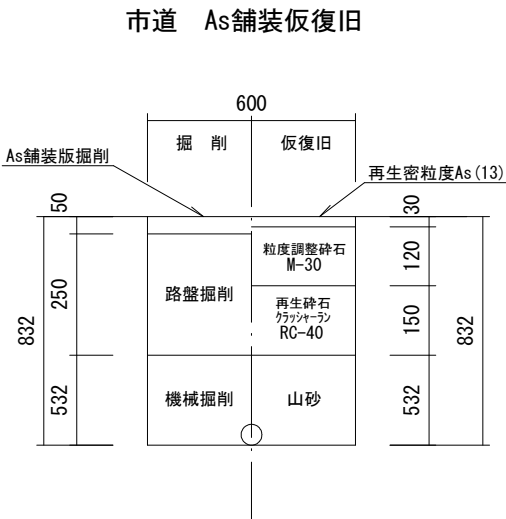 市道　As舗装仮復旧
600
掘　削
仮復旧
As舗装版掘削
再生密粒度As(13)
50
30
粒度調整砕石
M-30
120
250
路盤掘削
再生砕石
クラッシャーラン
RC-40
150
832
832
532
機械掘削
山砂
532